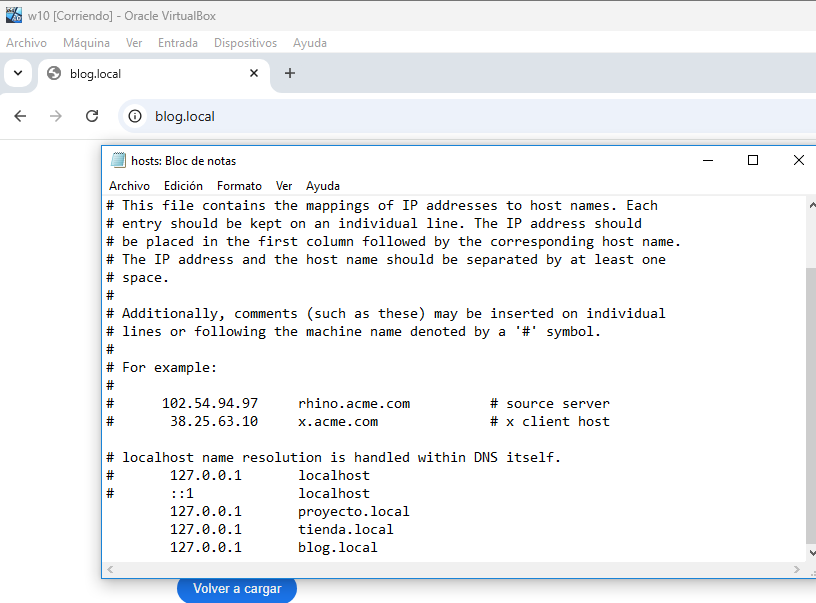 w10 [Corriendo] - Oracle VirtualBox
Archivo Máquina Ver Entrada Dispositivos Ayuda
blog.local
blog.local
hosts: Bloc de notas
Archivo Edición Formato Ver Ayuda
# This file contains the mappings of IP addresses to host names. Each
# entry should be kept on an individual line. The IP address should
# be placed in the first column followed by the corresponding host name.
# The IP address and the host name should be separated by at least one
# space.
#
# Additionally, comments (such as these) may be inserted on individual
# lines or following the machine name denoted by a '#' symbol.
#
# For example:
#
#      102.54.94.97     rhino.acme.com          # source server
#       38.25.63.10     x.acme.com              # x client host
# localhost name resolution is handled within DNS itself.
#       127.0.0.1       localhost
#       ::1             localhost
        127.0.0.1       proyecto.local
        127.0.0.1       tienda.local
        127.0.0.1       blog.local
Volver a cargar